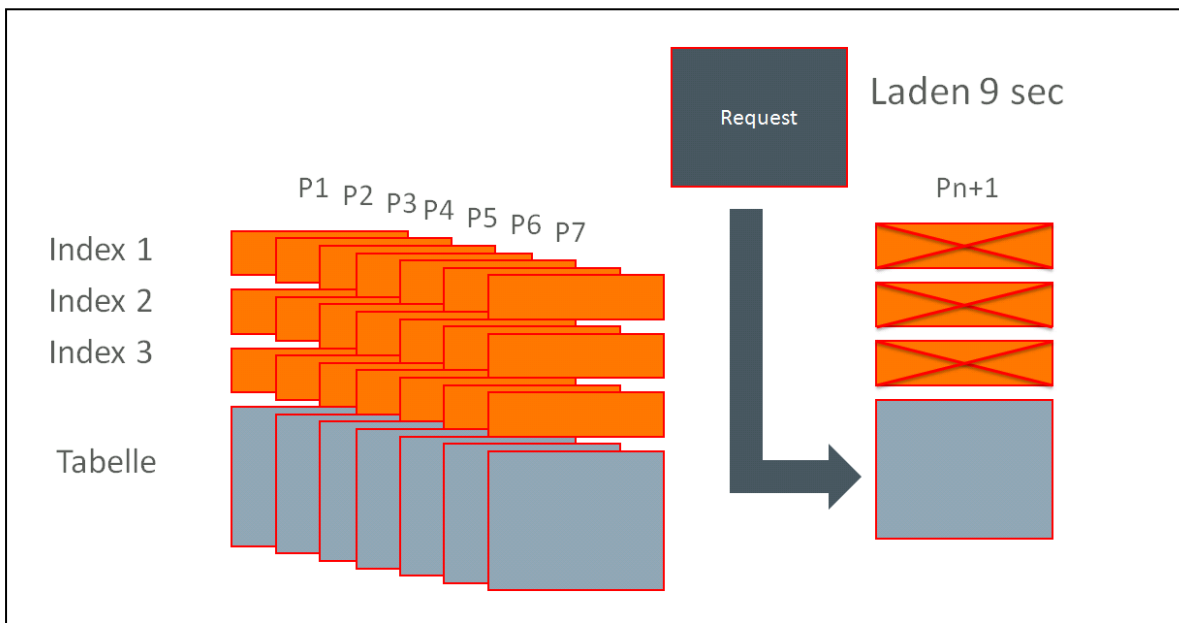 Request
Laden 9 sec
P1
P2
P3
P4
P5
P6
P7
Pn+1
Index 1
Index 2
Index 3
Tabelle